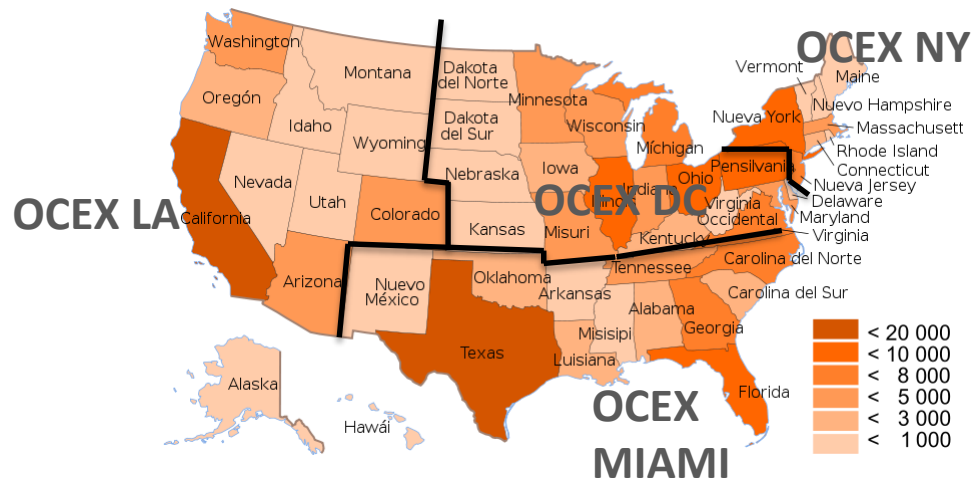 OCEX NY
Washington
Montana
Dakota
del Norte
Vermont
Maine
Oregón
Minnesota
Nueva York
Nuevo Hampshire
Idaho
Wyoming
Dakota
del Sur
Wisconsin
Míchigan
Massachusett
Rhode Island
Connecticut
Nevada
Utah
Colorado
Nebraska
Iowa
Illinois
Indiana
Ohio
Pensilvania
Nueva Jersey
Delaware
Maryland
Virginia
OCEX LA
California
OCEX DC
Virginia
Occidental
Kansas
Misuri
Kentucky
Arizona
Nuevo
México
Oklahoma
Arkansas
Tennessee
Carolina del Norte
Carolina del Sur
Texas
Luisiana
Misisipi
Alabama
Georgia
Florida
Alaska
Hawái
OCEX
MIAMI
< 20 000
< 10 000
< 8 000
< 5 000
< 3 000
< 1 000